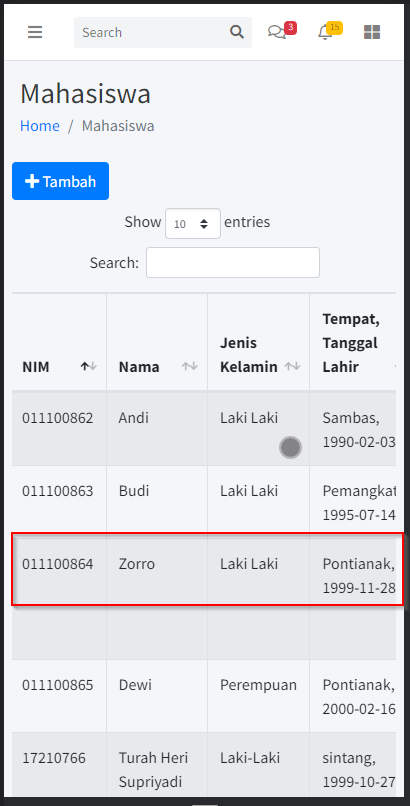 Search
3
15
Mahasiswa
Home / Mahasiswa
Tambah
Show 10 entries
Search:
NIM Nama Jenis Kelamin Tempat, Tanggal Lahir
011100862 Andi Laki Laki Sambas,
1990-02-03
011100863 Budi Laki Laki Pemangkat
1995-07-14
011100864 Zorro Laki Laki Pontianak,
1999-11-28
011100865 Dewi Perempuan Pontianak,
2000-02-16
17210766 Turah Heri Laki-Laki sintang,
Supriyadi 1999-10-27